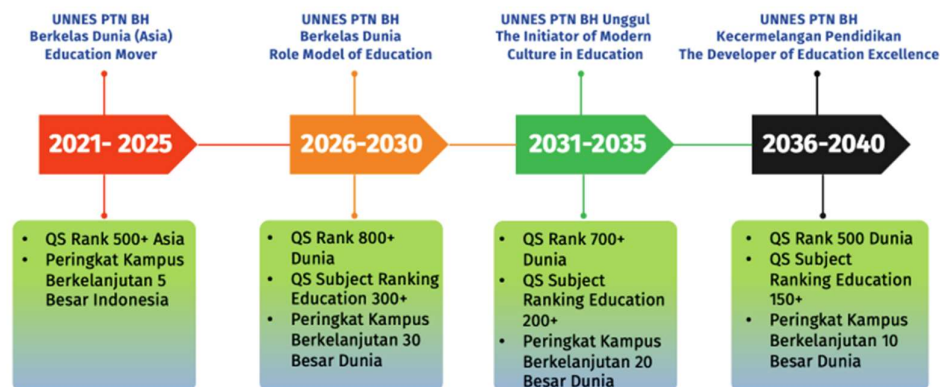 UNNES PTN BH
Berkelas Dunia (Asia)
Education Mover
2021- 2025
• QS Rank 500+ Asia
• Peringkat Kampus
Berkelanjutan 5
Besar Indonesia
UNNES PTN BH
Berkelas Dunia
Role Model of Education
2026-2030
• QS Rank 800+
Dunia
• QS Subject Ranking
Education 300+
• Peringkat Kampus
Berkelanjutan 30
Besar Dunia
UNNES PTN BH Unggul
The Initiator of Modern
Culture in Education
2031-2035
• QS Rank 700+
Dunia
• QS Subject
Ranking Education
200+
• Peringkat Kampus
Berkelanjutan 20
Besar Dunia
UNNES PTN BH
Kecermelangan Pendidikan
The Developer of Education Excellence
2036-2040
• QS Rank 500 Dunia
• QS Subject
Ranking Education
150+
• Peringkat Kampus
Berkelanjutan 10
Besar Dunia